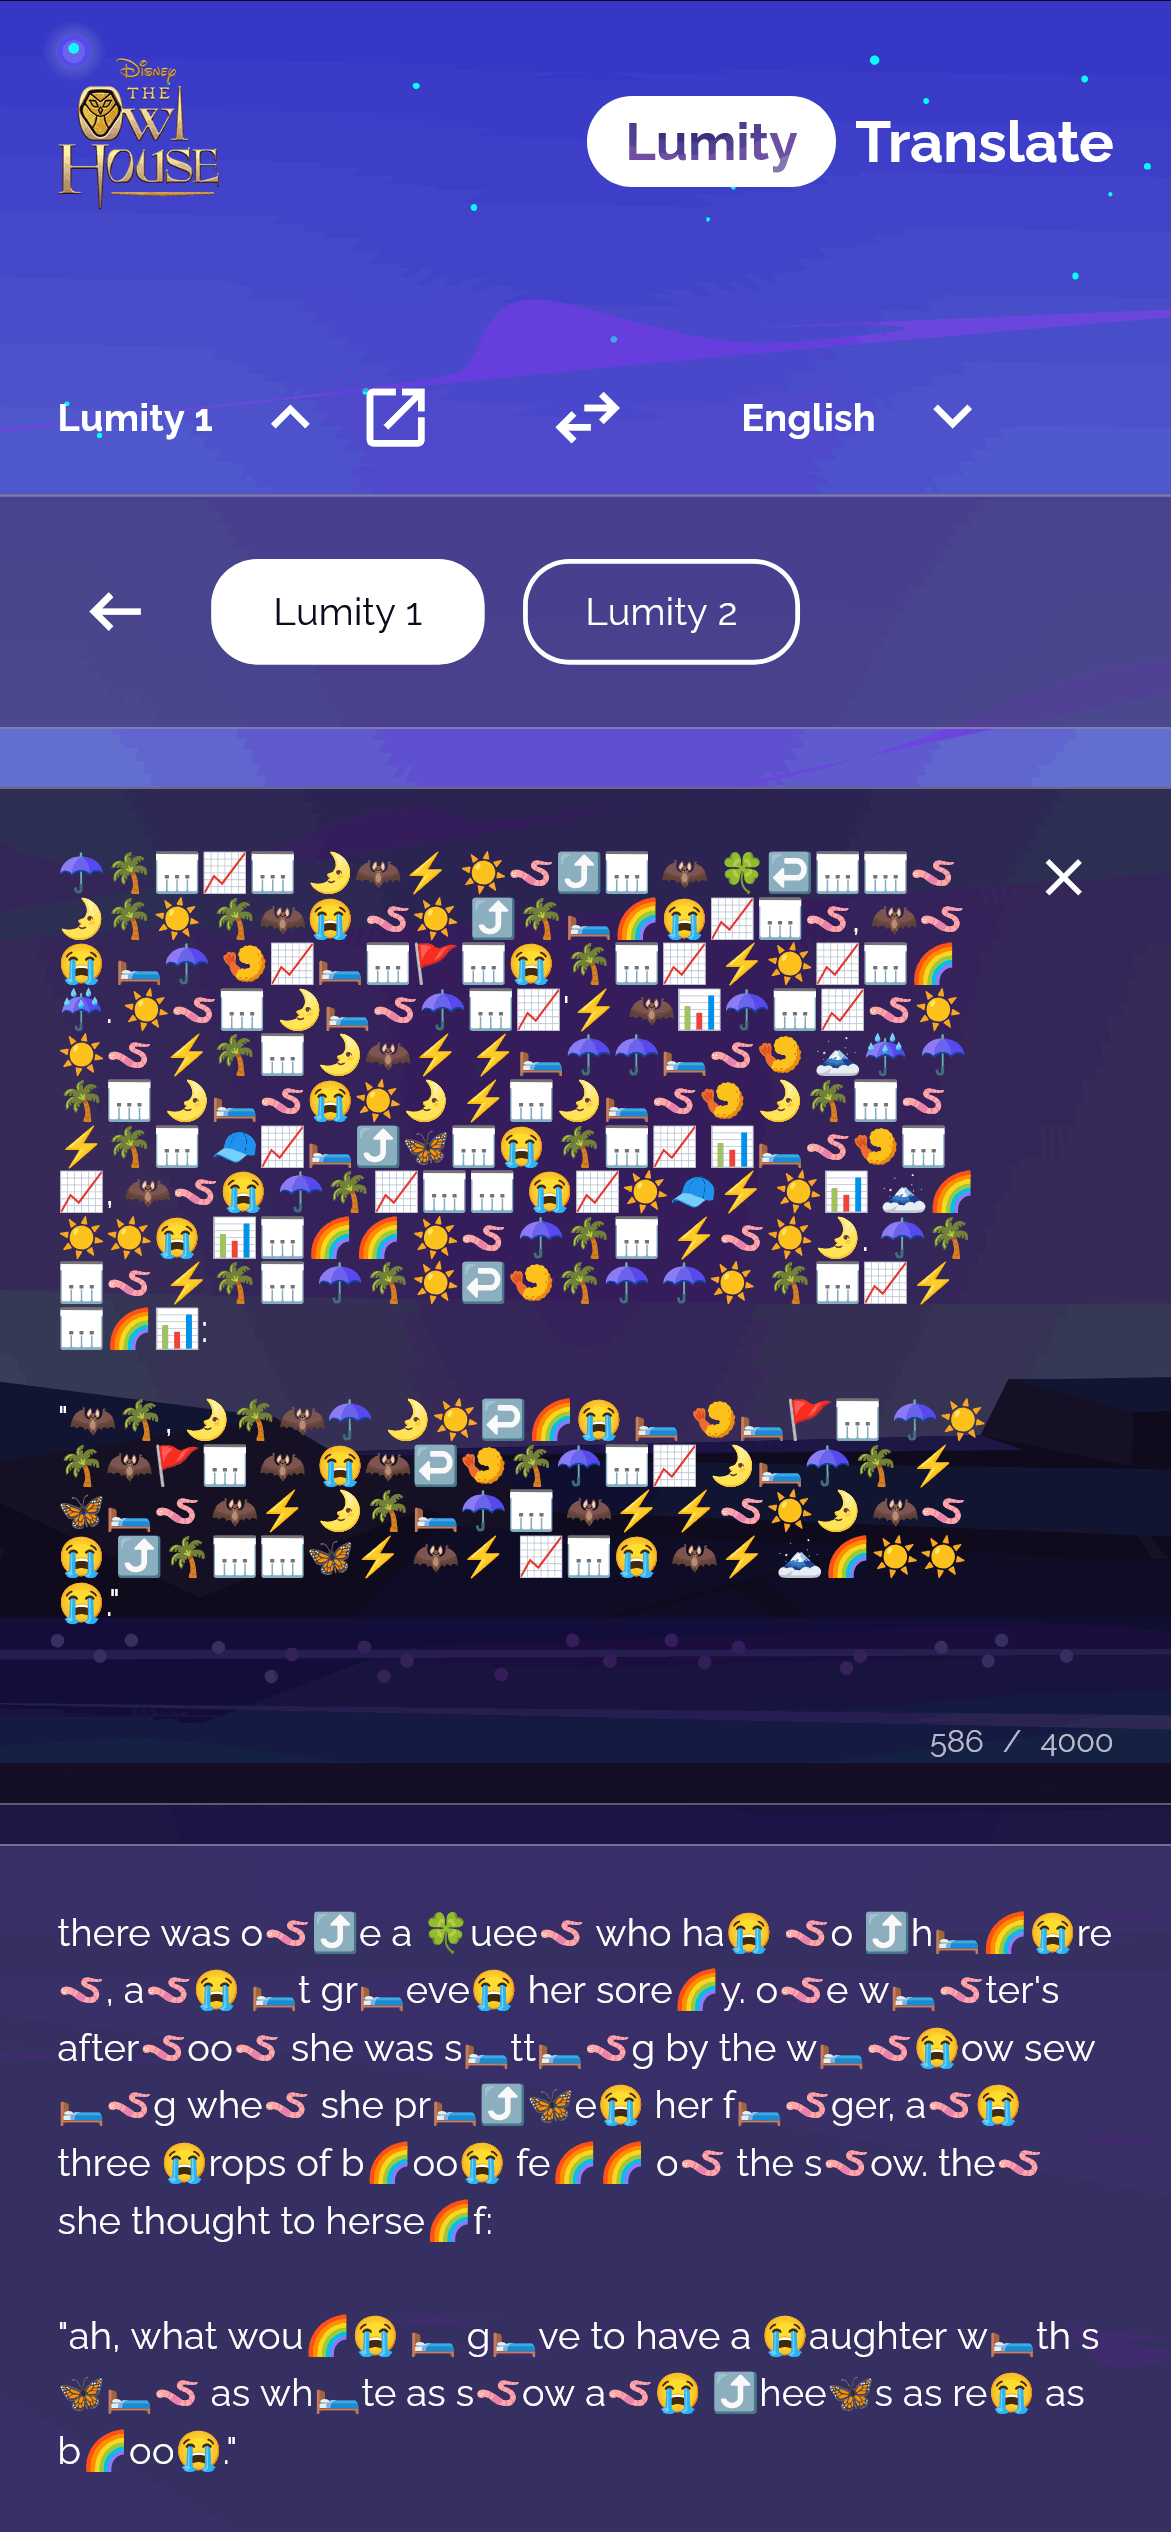 Disney
THE
Owl
HOUSE
Lumity Translate
Lumity 1
English
Lumity 1
Lumity 2
☂️🌴🌧️📈🌧️ 🌛🦇⚡ ☀️🪱⤴️🌧️ 🦇 🍀↩️🌧️🌧️🪱
🌛🌴☀️ 🌴🦇😭 🪱☀️ ⤴️🌴🛏️🌈😭📈🌧️🪱, 🦇🪱
😭 🛏️☂️ 🍤📈🛏️🌧️🚩🌧️😭 🌴🌧️📈 ⚡☀️📈🌧️🌈
☔. ☀️🪱🌧️ 🌛🛏️🪱☂️🌧️📈'⚡ 🦇📊☂️🌧️📈🪱☀️
☀️🪱 ⚡🌴🌧️ 🌛🦇⚡ ⚡🛏️☂️☂️🛏️🪱🍤 🗻☔ ☂️
🌴🌧️ 🌛🛏️🪱😭☀️🌛 ⚡🌧️🌛🛏️🪱🍤 🌛🌴🌧️🪱
⚡🌴🌧️ 🧢📈🛏️⤴️🦋🌧️😭 🌴🌧️📈 📊🛏️🪱🍤🌧️
📈, 🦇🪱😭 ☂️🌴📈🌧️🌧️ 😭📈☀️🧢⚡ ☀️📊 🗻🌈
☀️☀️😭 📊🌧️🌈🌈 ☀️🪱 ☂️🌴🌧️ ⚡🪱☀️🌛. ☂️🌴
🌧️🪱 ⚡🌴🌧️ ☂️🌴☀️↩️🍤🌴☂️ ☂️☀️ 🌴🌧️📈⚡
🌧️🌈📊:
"🦇🌴, 🌛🌴🦇☂️ 🌛☀️↩️🌈😭 🛏️ 🍤🛏️🚩🌧️ ☂️☀️
🌴🦇🚩🌧️ 🦇 😭🦇↩️🍤🌴☂️🌧️📈 🌛🛏️☂️🌴 ⚡
🦋🛏️🪱 🦇⚡ 🌛🌴🛏️☂️🌧️ 🦇⚡ ⚡🪱☀️🌛 🦇🪱
😭 ⤴️🌴🌧️🌧️🦋⚡ 🦇⚡ 📈🌧️😭 🦇⚡ 🗻🌈☀️☀️
😭."
586 / 4000
there was o🪱⤴️e a 🍀uee🪱 who ha😭 🪱o ⤴️h🛏️🌈😭re
🪱, a🪱😭 🛏️t gr🛏️eve😭 her sore🌈y. o🪱e w🛏️🪱ter's
after🪱oo🪱 she was s🛏️tt🛏️🪱g by the w🛏️🪱😭ow sew
🛏️🪱g whe🪱 she pr🛏️⤴️🦋e😭 her f🛏️🪱ger, a🪱😭
three 😭rops of b🌈oo😭 fe🌈🌈 o🪱 the s🪱ow. the🪱
she thought to herse🌈f:
"ah, what wou🌈😭 🛏️ g🛏️ve to have a 😭aughter w🛏️th s
🦋🛏️🪱 as wh🛏️te as s🪱ow a🪱😭 ⤴️hee🦋s as re😭 as
b🌈oo😭."